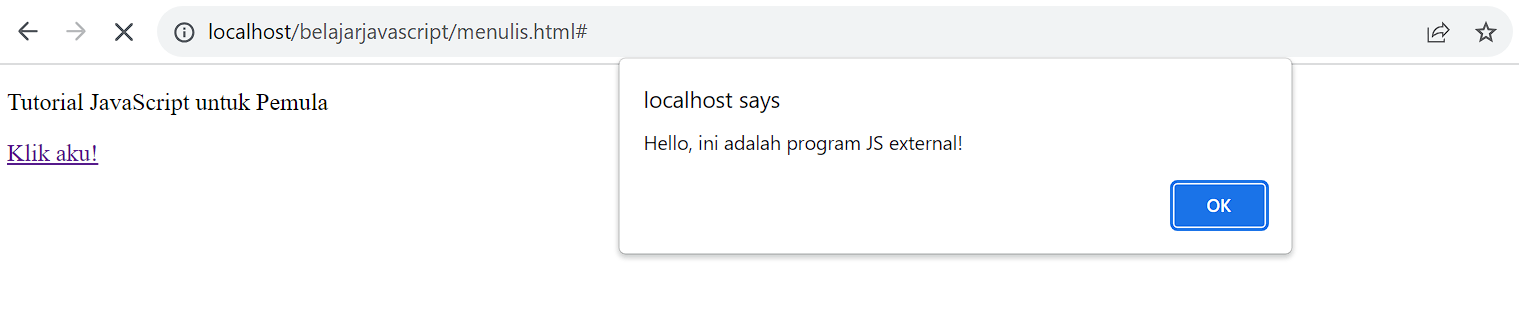 localhost/belajarjavascript/menulis.html#
Tutorial JavaScript untuk Pemula
Klik aku!
localhost says
Hello, ini adalah program JS external!
OK